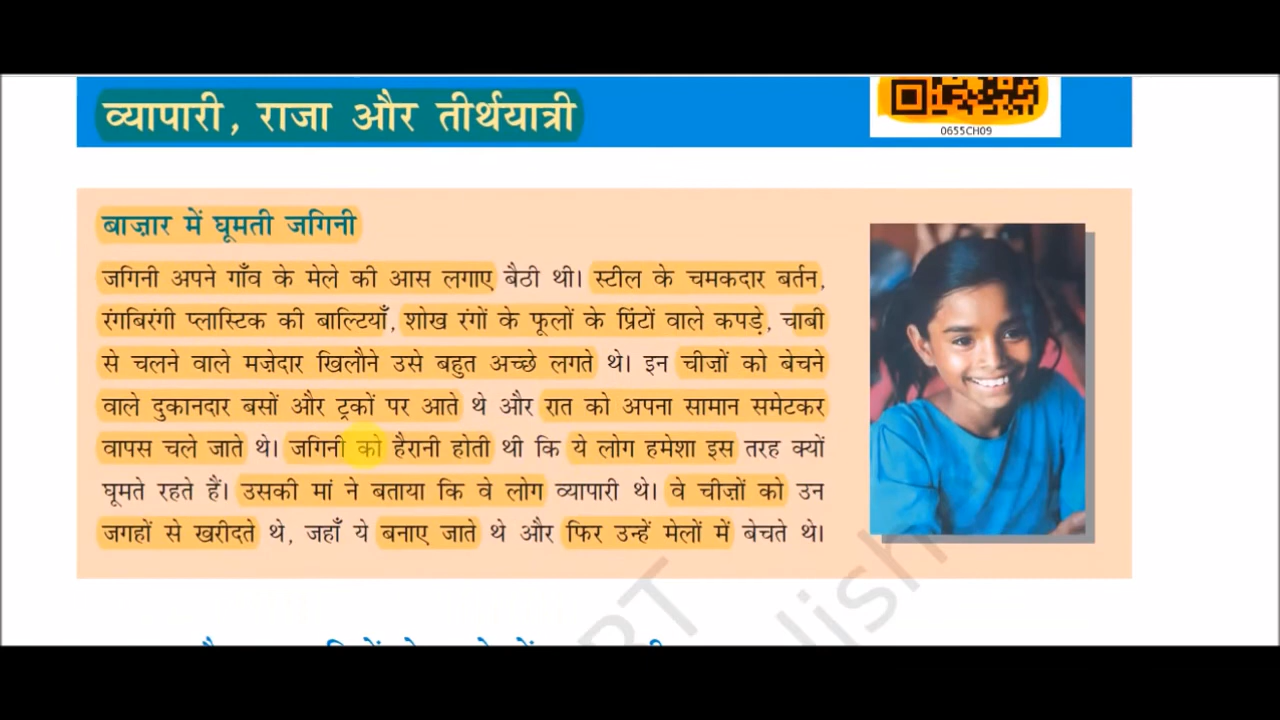 व्यापारी, राजा और तीर्थयात्री
0655CH09
बाज़ार में घूमती जगिनी
जगिनी अपने गाँव के मेले की आस लगाए बैठी थी। स्टील के चमकदार बर्तन,
रंगबिरंगी प्लास्टिक की बाल्टियाँ, शोख रंगों के फूलों के प्रिंटों वाले कपड़े, चाबी
से चलने वाले मज़ेदार खिलौने उसे बहुत अच्छे लगते थे। इन चीज़ों को बेचने
वाले दुकानदार बसों और ट्रकों पर आते थे और रात को अपना सामान समेटकर
वापस चले जाते थे। जगिनी को हैरानी होती थी कि ये लोग हमेशा इस तरह क्यों
घूमते रहते हैं। उसकी मां ने बताया कि वे लोग व्यापारी थे। वे चीज़ों को उन
जगहों से खरीदते थे, जहाँ ये बनाए जाते थे और फिर उन्हें मेलों में बेचते थे।